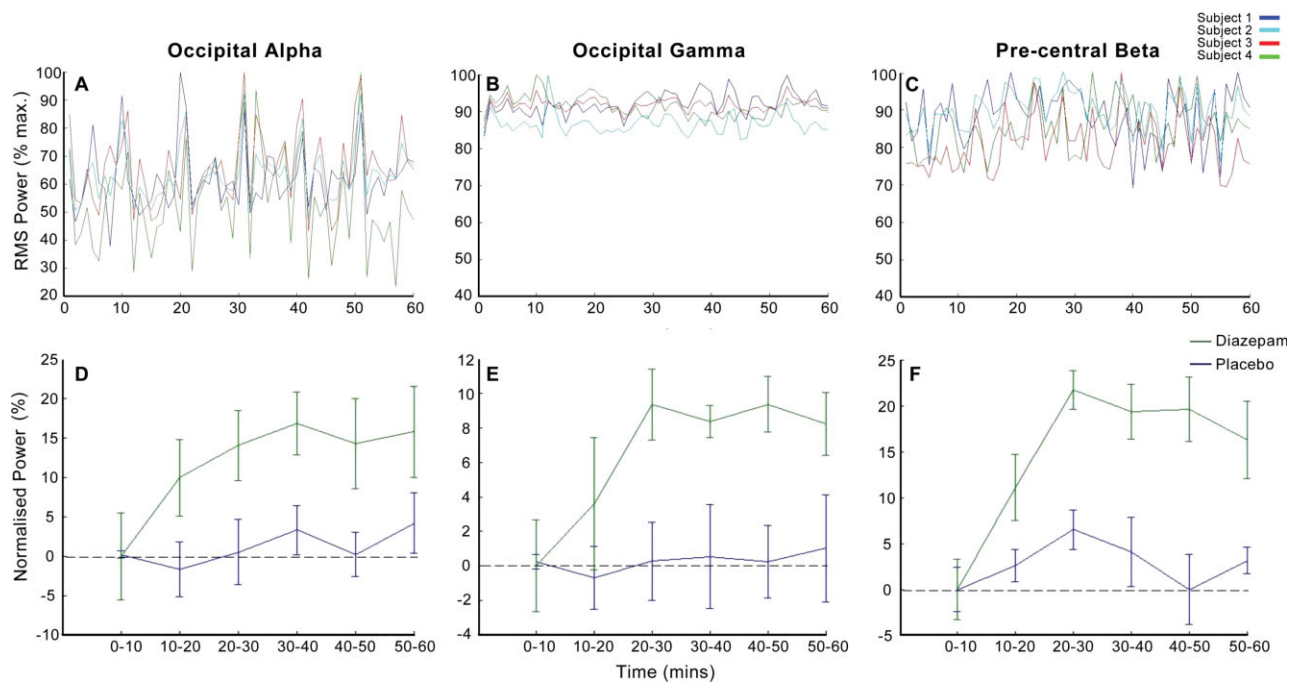 Subject 1
Subject 2
Subject 3
Subject 4
Occipital Alpha
Occipital Gamma
Pre-central Beta
A
B
C
RMS Power (% max.)
100
90
80
70
60
50
40
30
20
0 10 20 30 40 50 60
100
90
80
70
60
50
40
0 10 20 30 40 50 60
100
90
80
70
60
50
40
0 10 20 30 40 50 60
Diazepam
Placebo
D
E
F
Normalised Power (%)
25
20
15
10
5
0
-5
-10
0-10 10-20 20-30 30-40 40-50 50-60
12
10
8
6
4
2
0
-2
-4
0-10 10-20 20-30 30-40 40-50 50-60
25
20
15
10
5
0
-5
0-10 10-20 20-30 30-40 40-50 50-60
Time (mins)